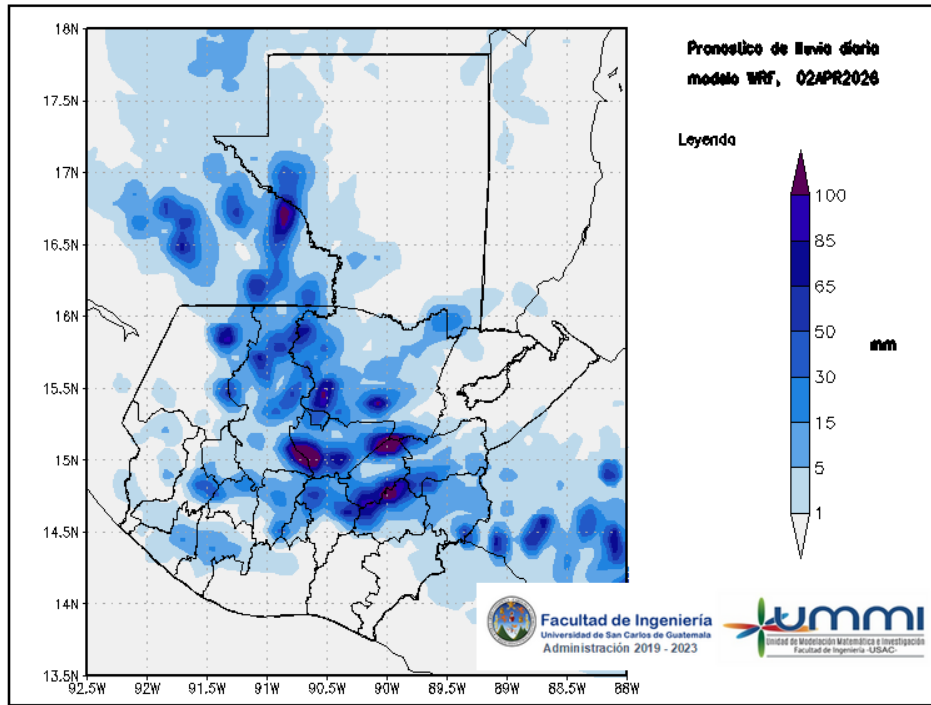 Pronostico de lluvia diaria
modelo WRF, 02APR2026
Leyenda
100
85
65
50
30
15
5
1
mm
18N
17.5N
17N
16.5N
16N
15.5N
15N
14.5N
14N
13.5N
92.5W
92W
91.5W
91W
90.5W
90W
89.5W
89W
88.5W
88W
Facultad de Ingeniería
Universidad de San Carlos de Guatemala
Administración 2019 - 2023
UMMI
Unidad de Modelación Matemática e Investigación
Facultad de Ingeniería -USAC-